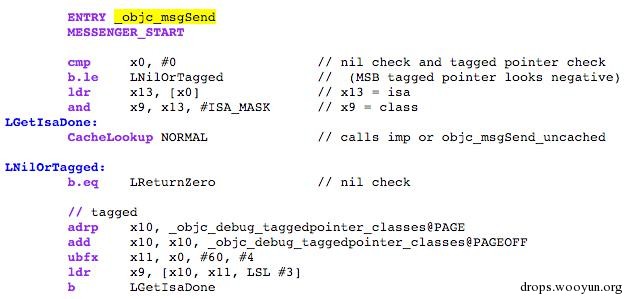 ENTRY _objc_msgSend
MESSENGER_START
cmp x0, #0 // nil check and tagged pointer check
b.le LNilOrTagged // (MSB tagged pointer looks negative)
ldr x13, [x0] // x13 = isa
and x9, x13, #ISA_MASK // x9 = class
LGetIsaDone:
CacheLookup NORMAL // calls imp or objc_msgSend_uncached
LNilOrTagged:
b.eq LReturnZero // nil check
// tagged
adrp x10, _objc_debug_taggedpointer_classes@PAGE
add x10, x10, _objc_debug_taggedpointer_classes@PAGEOFF
ubfx x11, x0, #60, #4
ldr x9, [x10, x11, LSL #3]
b LGetIsaDone
drops.wooyun.org